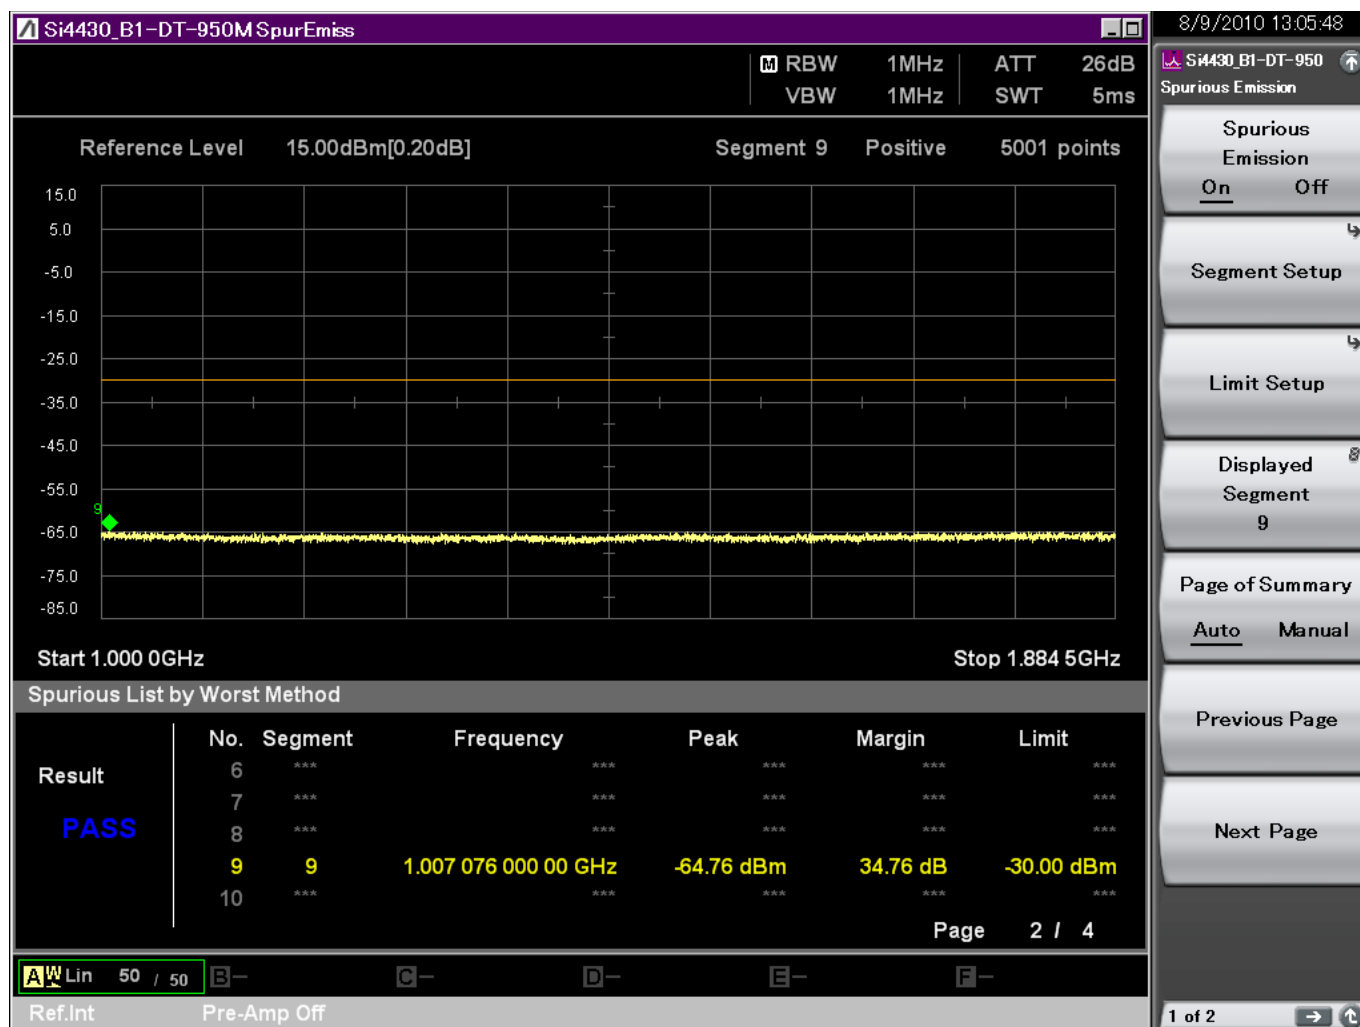 Si4430_B1-DT-950M SpurEmiss
8/9/2010 13:05:48
M RBW 1MHz ATT 26dB
VBW 1MHz SWT 5ms
Reference Level 15.00dBm[0.20dB] Segment 9 Positive 5001 points
15.0
5.0
-5.0
-15.0
-25.0
-35.0
-45.0
-55.0
9
-65.0
-75.0
-85.0
Start 1.000 0GHz Stop 1.884 5GHz
Spurious List by Worst Method
No. Segment Frequency Peak Margin Limit
Result
PASS
6 *** *** *** *** ***
7 *** *** *** *** ***
8 *** *** *** *** ***
9 9 1.007 076 000 00 GHz -64.76 dBm 34.76 dB -30.00 dBm
10 *** *** *** *** ***
Page 2 / 4
A W Lin 50 / 50 B- C- D- E- F-
Ref.Int Pre-Amp Off
Si4430_B1-DT-950
Spurious Emission
Spurious
Emission
On Off
Segment Setup
Limit Setup
Displayed
Segment
9
Page of Summary
Auto Manual
Previous Page
Next Page
1 of 2